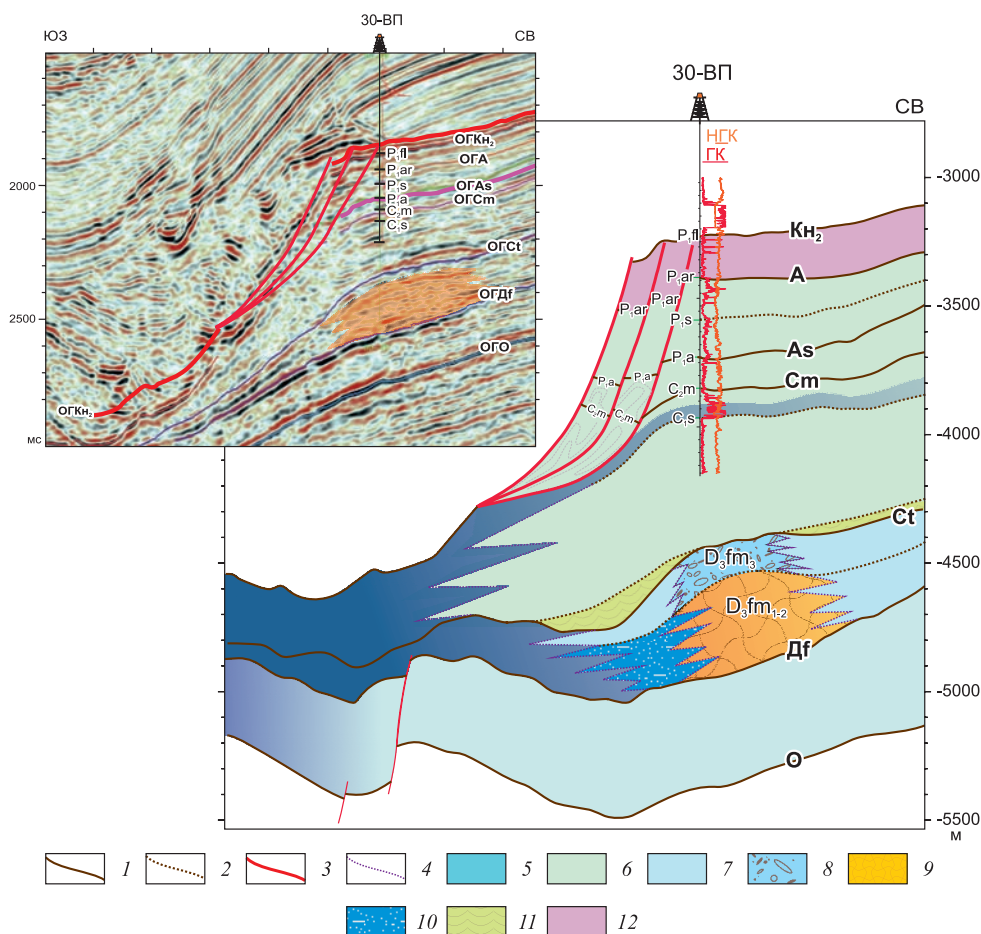 30-ВП
ЮЗ
СВ
ОГКн₂
P₁fl
ОГА
P₁ar
P₁s
2000
ОГAs
P₁a
ОГCm
C₂m
C₁s
ОГCt
ОГДf
2500
ОГО
ОГКн₂
мс
30-ВП
СВ
НГК
ГК
-3000
P₁fl
Кн₂
P₁ar
А
P₁ar
P₁ar
-3500
P₁s
As
P₁a
P₁a
P₁a
Cm
C₂m
C₂m
C₂m
C₁s
-4000
Ct
-4500
D₃fm₃
D₃fm₁₋₂
Дf
-5000
О
-5500
м
1 2 3 4 5 6 7 8 9
10 11 12